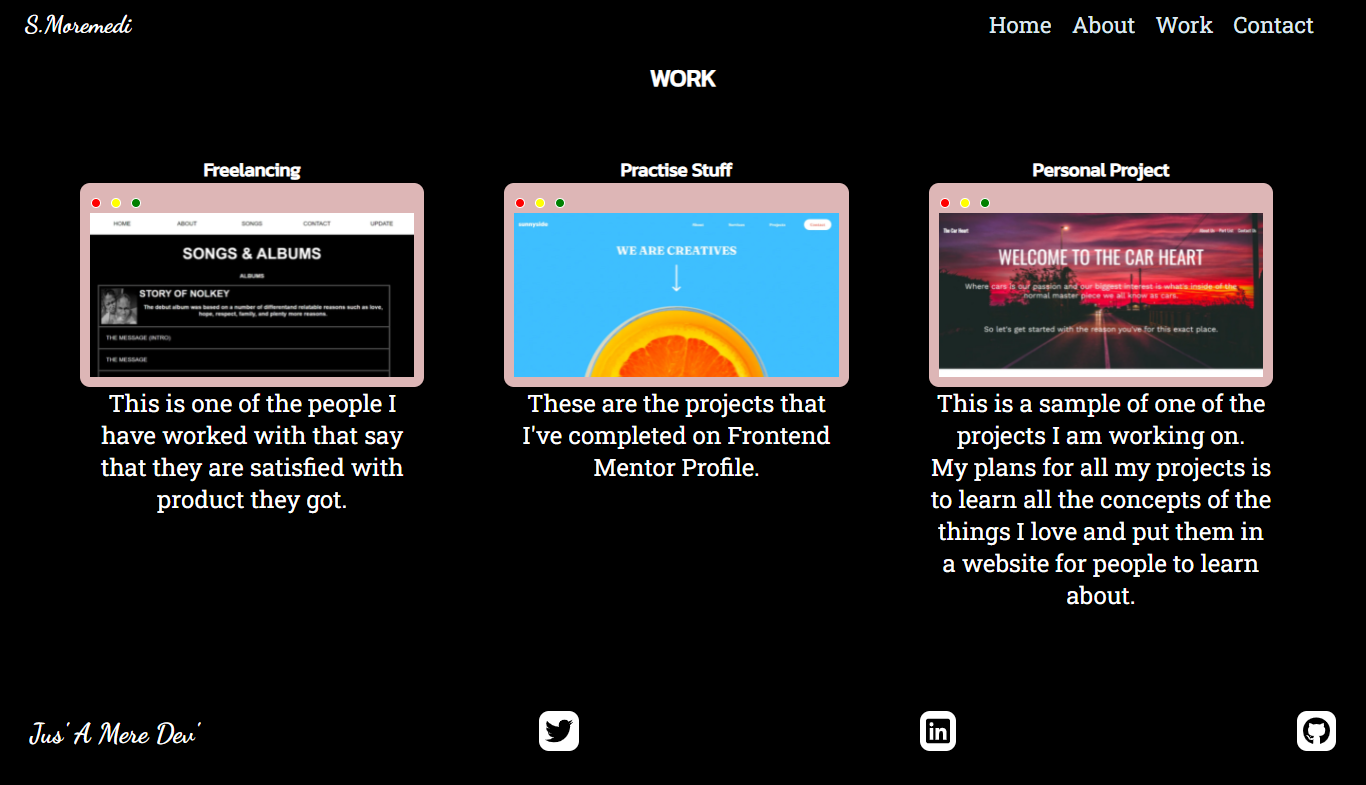 S.Moremedi
Home About Work Contact
WORK
Freelancing
HOME ABOUT SONGS CONTACT UPDATE
SONGS & ALBUMS
ALBUMS
STORY OF NOLKEY
The debut album was based on a number of differentand relatable reasons such as love,
hope, respect, family, and plenty more reasons.
THE MESSAGE (INTRO)
THE MESSAGE
This is one of the people I
have worked with that say
that they are satisfied with
product they got.
Practise Stuff
sunnyside About Services Projects Contact
WE ARE CREATIVES
These are the projects that
I've completed on Frontend
Mentor Profile.
Personal Project
The Car Heart About Us Part List Contact Us
WELCOME TO THE CAR HEART
Where cars is our passion and our biggest interest is what's inside of the
normal master piece we all know as cars.
So let's get started with the reason you've for this exact place.
This is a sample of one of the
projects I am working on.
My plans for all my projects is
to learn all the concepts of the
things I love and put them in
a website for people to learn
about.
Jus' A Mere Dev'
in